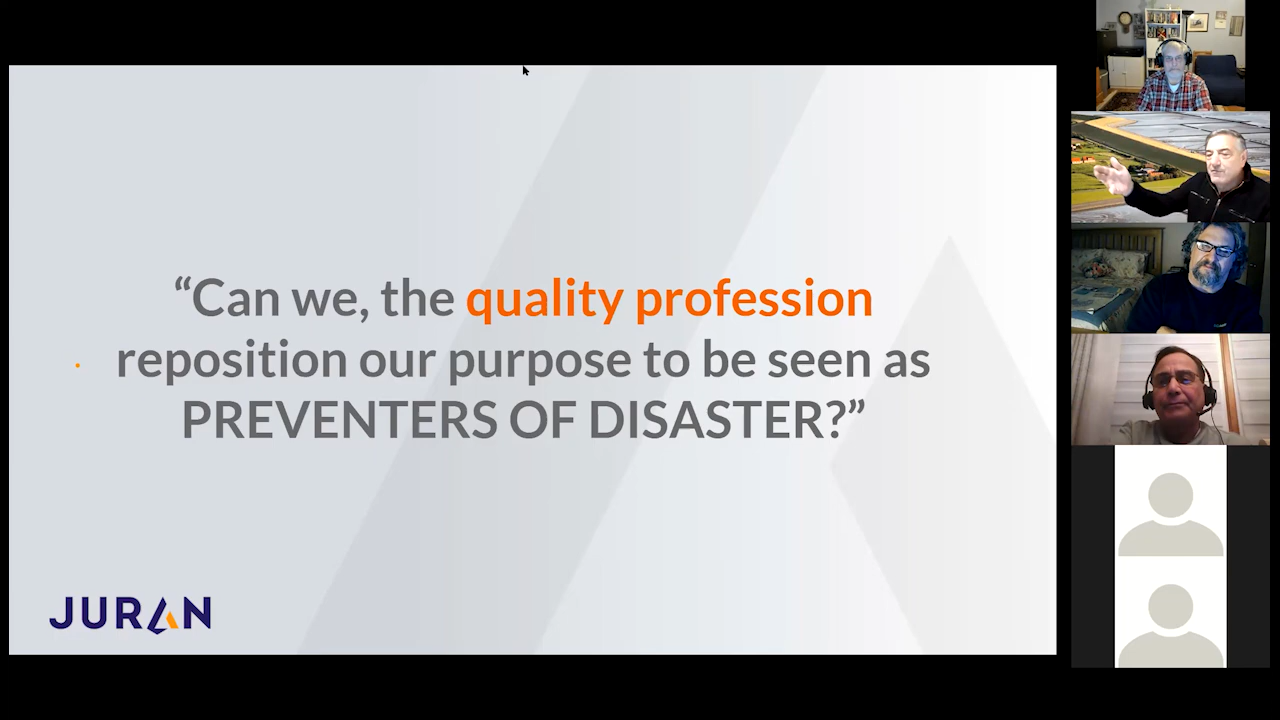 “Can we, the quality profession
reposition our purpose to be seen as
PREVENTERS OF DISASTER?”
JURAN